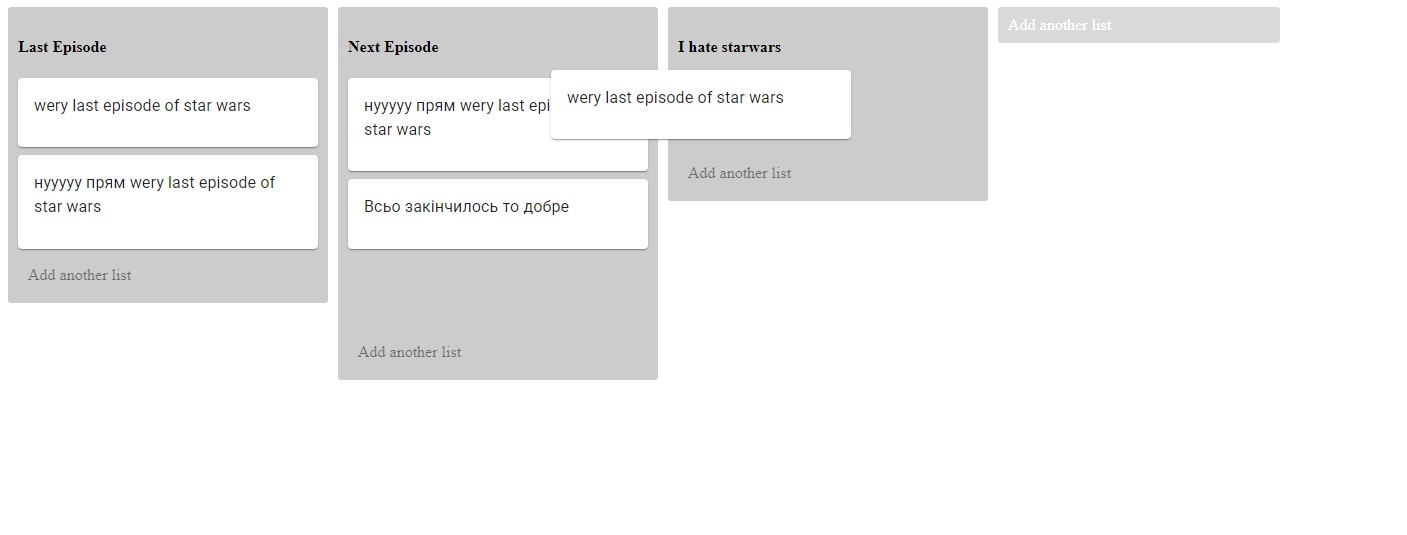 Last Episode
wery last episode of star wars
нууууу прям wery last episode of
star wars
Add another list
Next Episode
нууууу прям wery last epi
star wars
Всьо закінчилось то добре
Add another list
I hate starwars
wery last episode of star wars
Add another list
Add another list